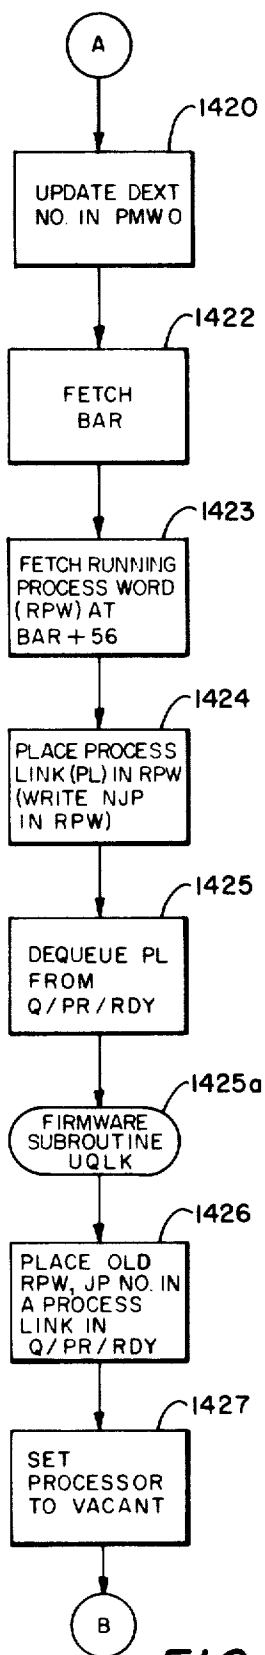 A
1420
UPDATE DEXT
NO. IN PMWO
1422
FETCH
BAR
1423
FETCH RUNNING
PROCESS WORD
(RPW) AT
BAR + 56
1424
PLACE PROCESS
LINK (PL) IN RPW
(WRITE NJP
IN RPW)
1425
DEQUEUE PL
FROM
Q/PR/RDY
1425a
FIRMWARE
SUBROUTINE
UQLK
1426
PLACE OLD
RPW, JP NO. IN
A PROCESS
LINK IN
Q/PR/RDY
1427
SET
PROCESSOR
TO VACANT
B